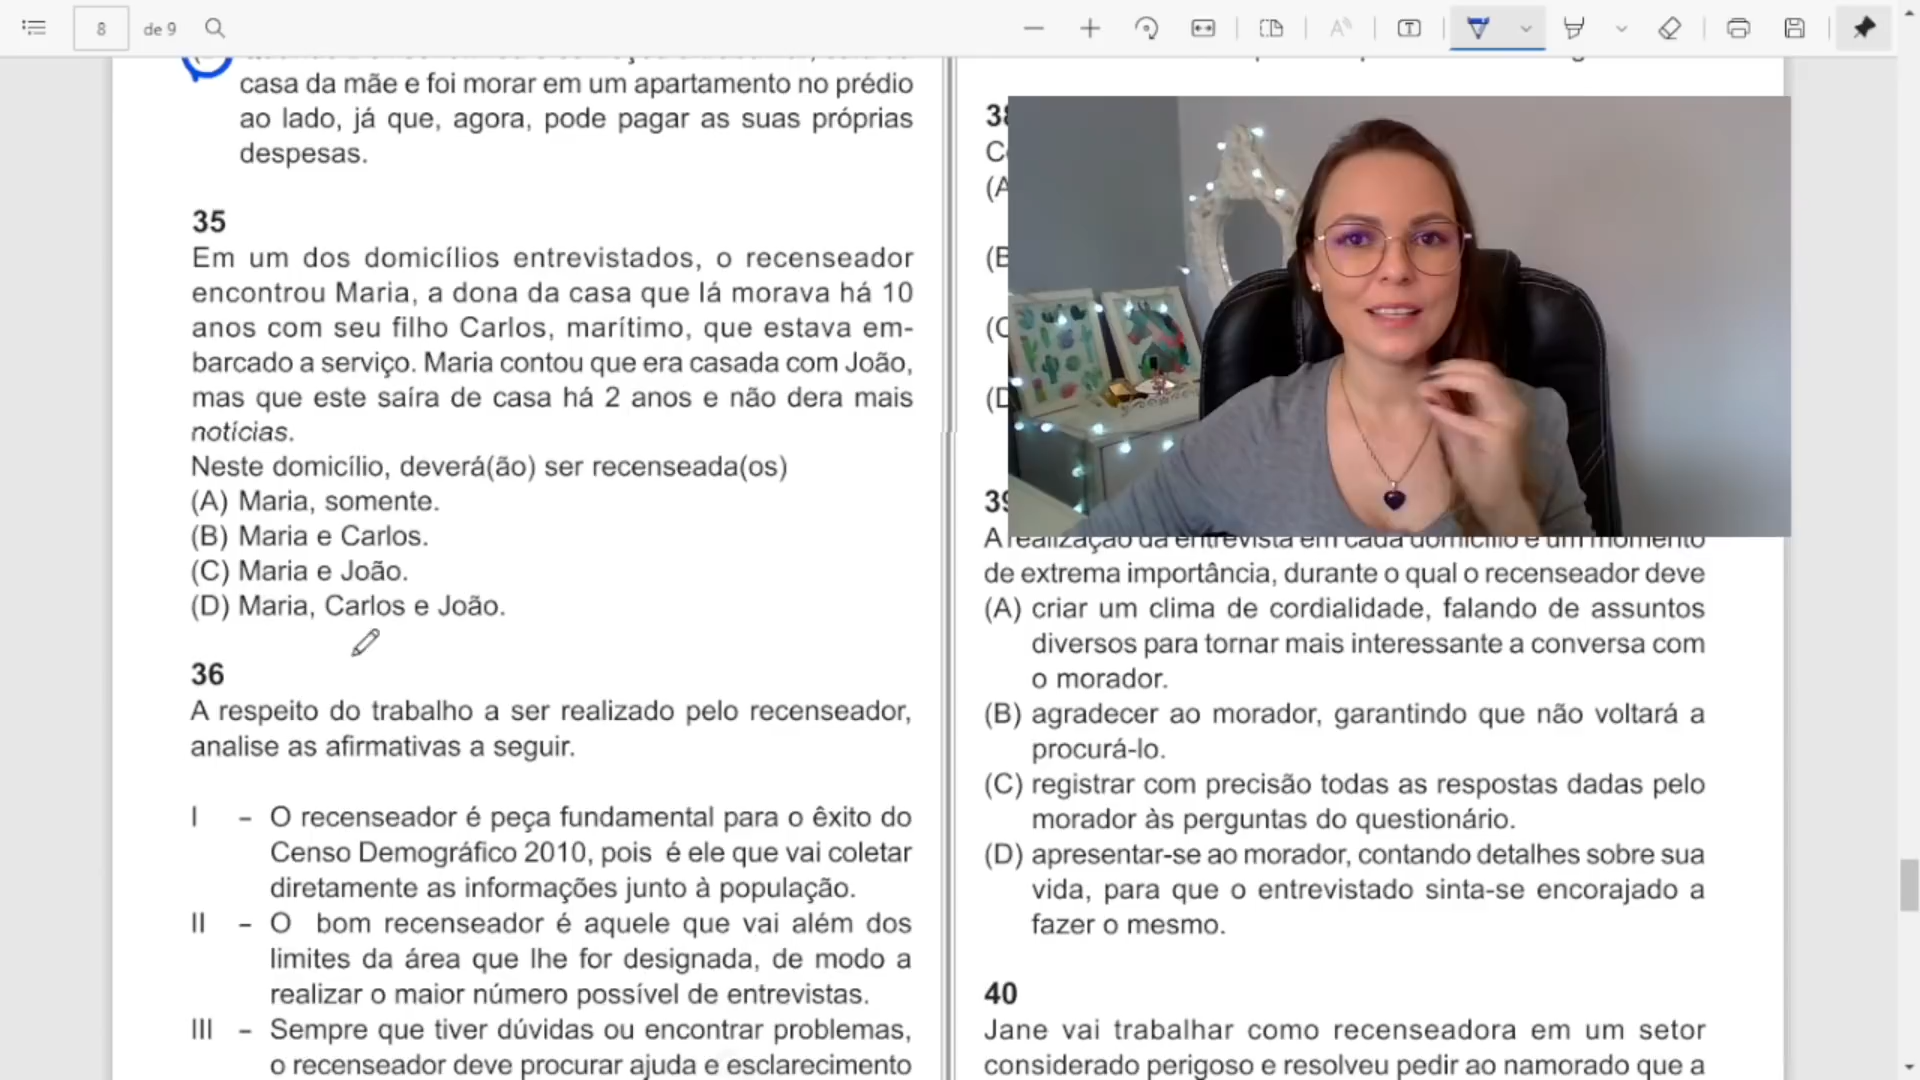 8 de 9
casa da mãe e foi morar em um apartamento no prédio
ao lado, já que, agora, pode pagar as suas próprias
despesas.
35
Em um dos domicílios entrevistados, o recenseador
encontrou Maria, a dona da casa que lá morava há 10
anos com seu filho Carlos, marítimo, que estava em-
barcado a serviço. Maria contou que era casada com João,
mas que este saíra de casa há 2 anos e não dera mais
notícias.
Neste domicílio, deverá(ão) ser recenseada(os)
(A) Maria, somente.
(B) Maria e Carlos.
(C) Maria e João.
(D) Maria, Carlos e João.
36
A respeito do trabalho a ser realizado pelo recenseador,
analise as afirmativas a seguir.
I – O recenseador é peça fundamental para o êxito do
Censo Demográfico 2010, pois é ele que vai coletar
diretamente as informações junto à população.
II – O bom recenseador é aquele que vai além dos
limites da área que lhe for designada, de modo a
realizar o maior número possível de entrevistas.
III – Sempre que tiver dúvidas ou encontrar problemas,
o recenseador deve procurar ajuda e esclarecimento
38
(A
(B
(C
(D
39
A realização da entrevista em cada domicílio é um momento
de extrema importância, durante o qual o recenseador deve
(A) criar um clima de cordialidade, falando de assuntos
diversos para tornar mais interessante a conversa com
o morador.
(B) agradecer ao morador, garantindo que não voltará a
procurá-lo.
(C) registrar com precisão todas as respostas dadas pelo
morador às perguntas do questionário.
(D) apresentar-se ao morador, contando detalhes sobre sua
vida, para que o entrevistado sinta-se encorajado a
fazer o mesmo.
40
Jane vai trabalhar como recenseadora em um setor
considerado perigoso e resolveu pedir ao namorado que a